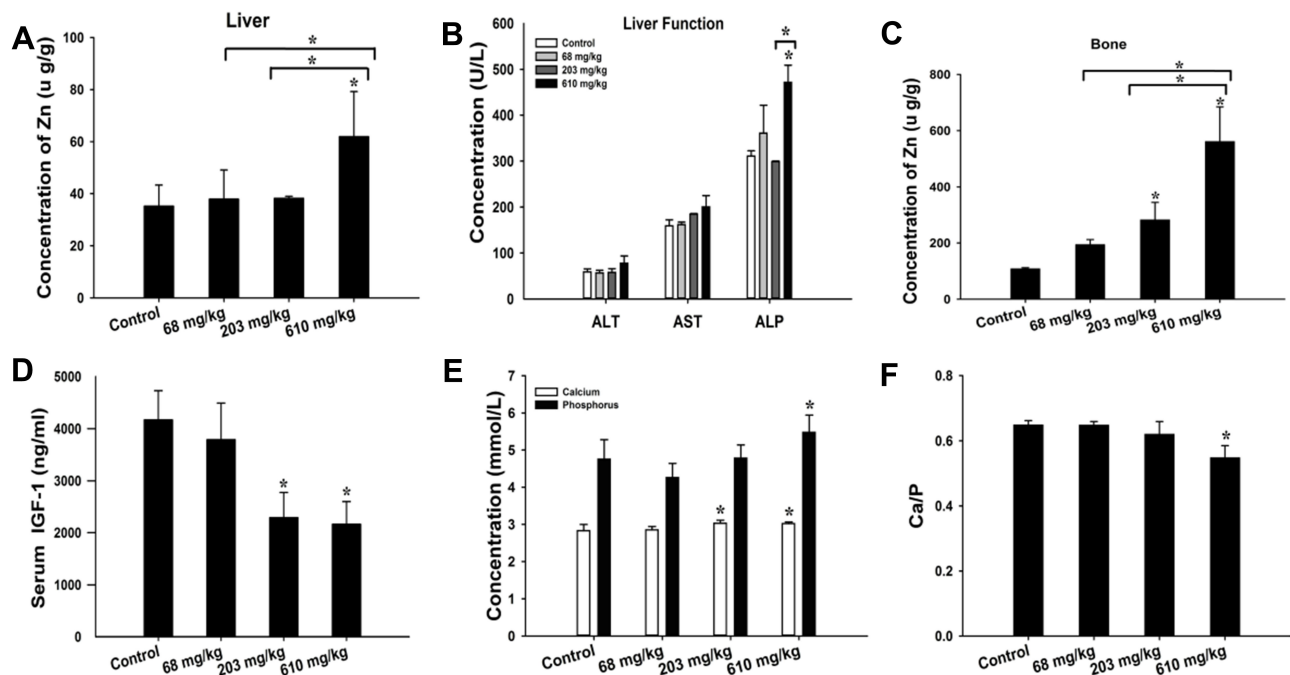 A
Liver
Concentration of Zn (u g/g)
100
80
60
40
20
0
*
*
*
Control
68 mg/kg
203 mg/kg
610 mg/kg
B
Liver Function
Concentration (U/L)
600
500
400
300
200
100
0
Control
68 mg/kg
203 mg/kg
610 mg/kg
*
*
ALT
AST
ALP
C
Bone
Concentration of Zn (u g/g)
800
600
400
200
0
*
*
*
*
Control
68 mg/kg
203 mg/kg
610 mg/kg
D
Serum IGF-1 (ng/ml)
5000
4000
3000
2000
1000
0
*
*
Control
68 mg/kg
203 mg/kg
610 mg/kg
E
Concentration (mmol/L)
7
6
5
4
3
2
1
0
Calcium
Phosphorus
*
*
*
Control
68 mg/kg
203 mg/kg
610 mg/kg
F
Ca/P
0.8
0.6
0.4
0.2
0.0
*
Control
68 mg/kg
203 mg/kg
610 mg/kg